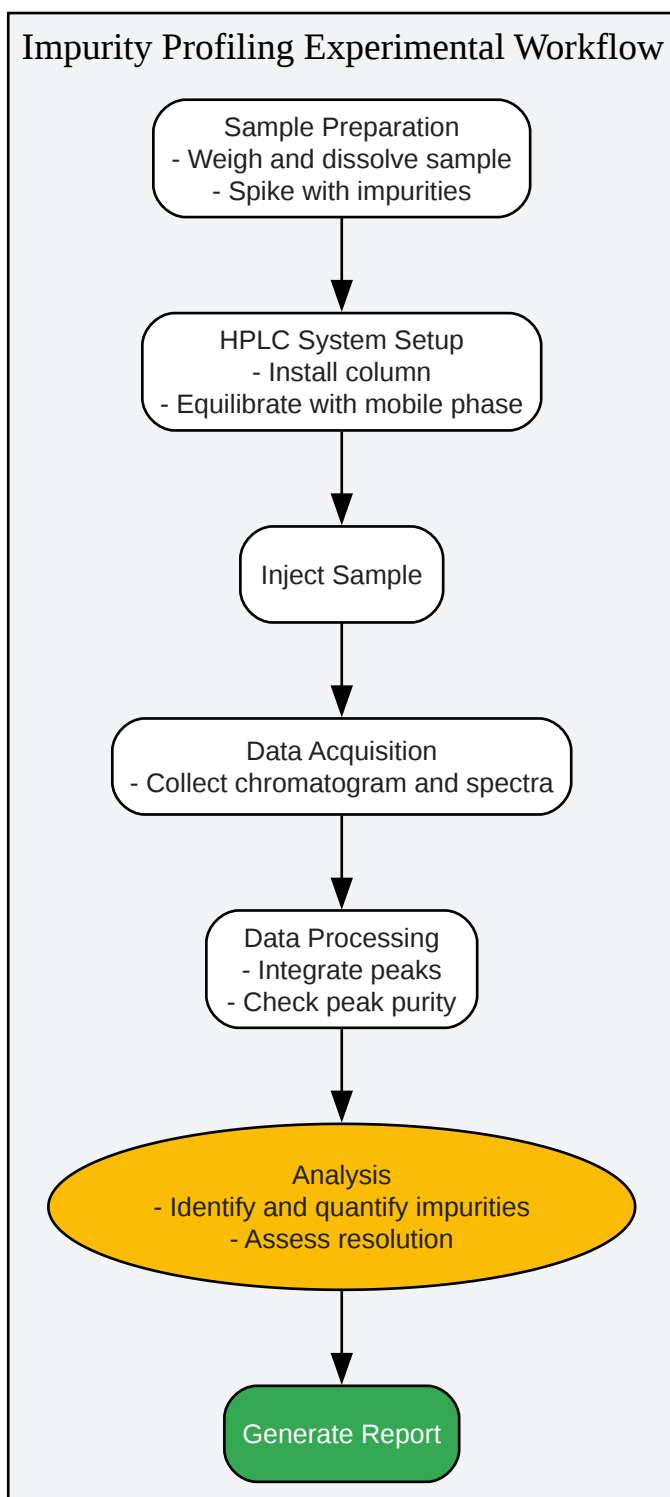 Impurity Profiling Experimental Workflow
Sample Preparation
- Weigh and dissolve sample
- Spike with impurities
HPLC System Setup
- Install column
- Equilibrate with mobile phase
Inject Sample
Data Acquisition
- Collect chromatogram and spectra
Data Processing
- Integrate peaks
- Check peak purity
Analysis
- Identify and quantify impurities
- Assess resolution
Generate Report